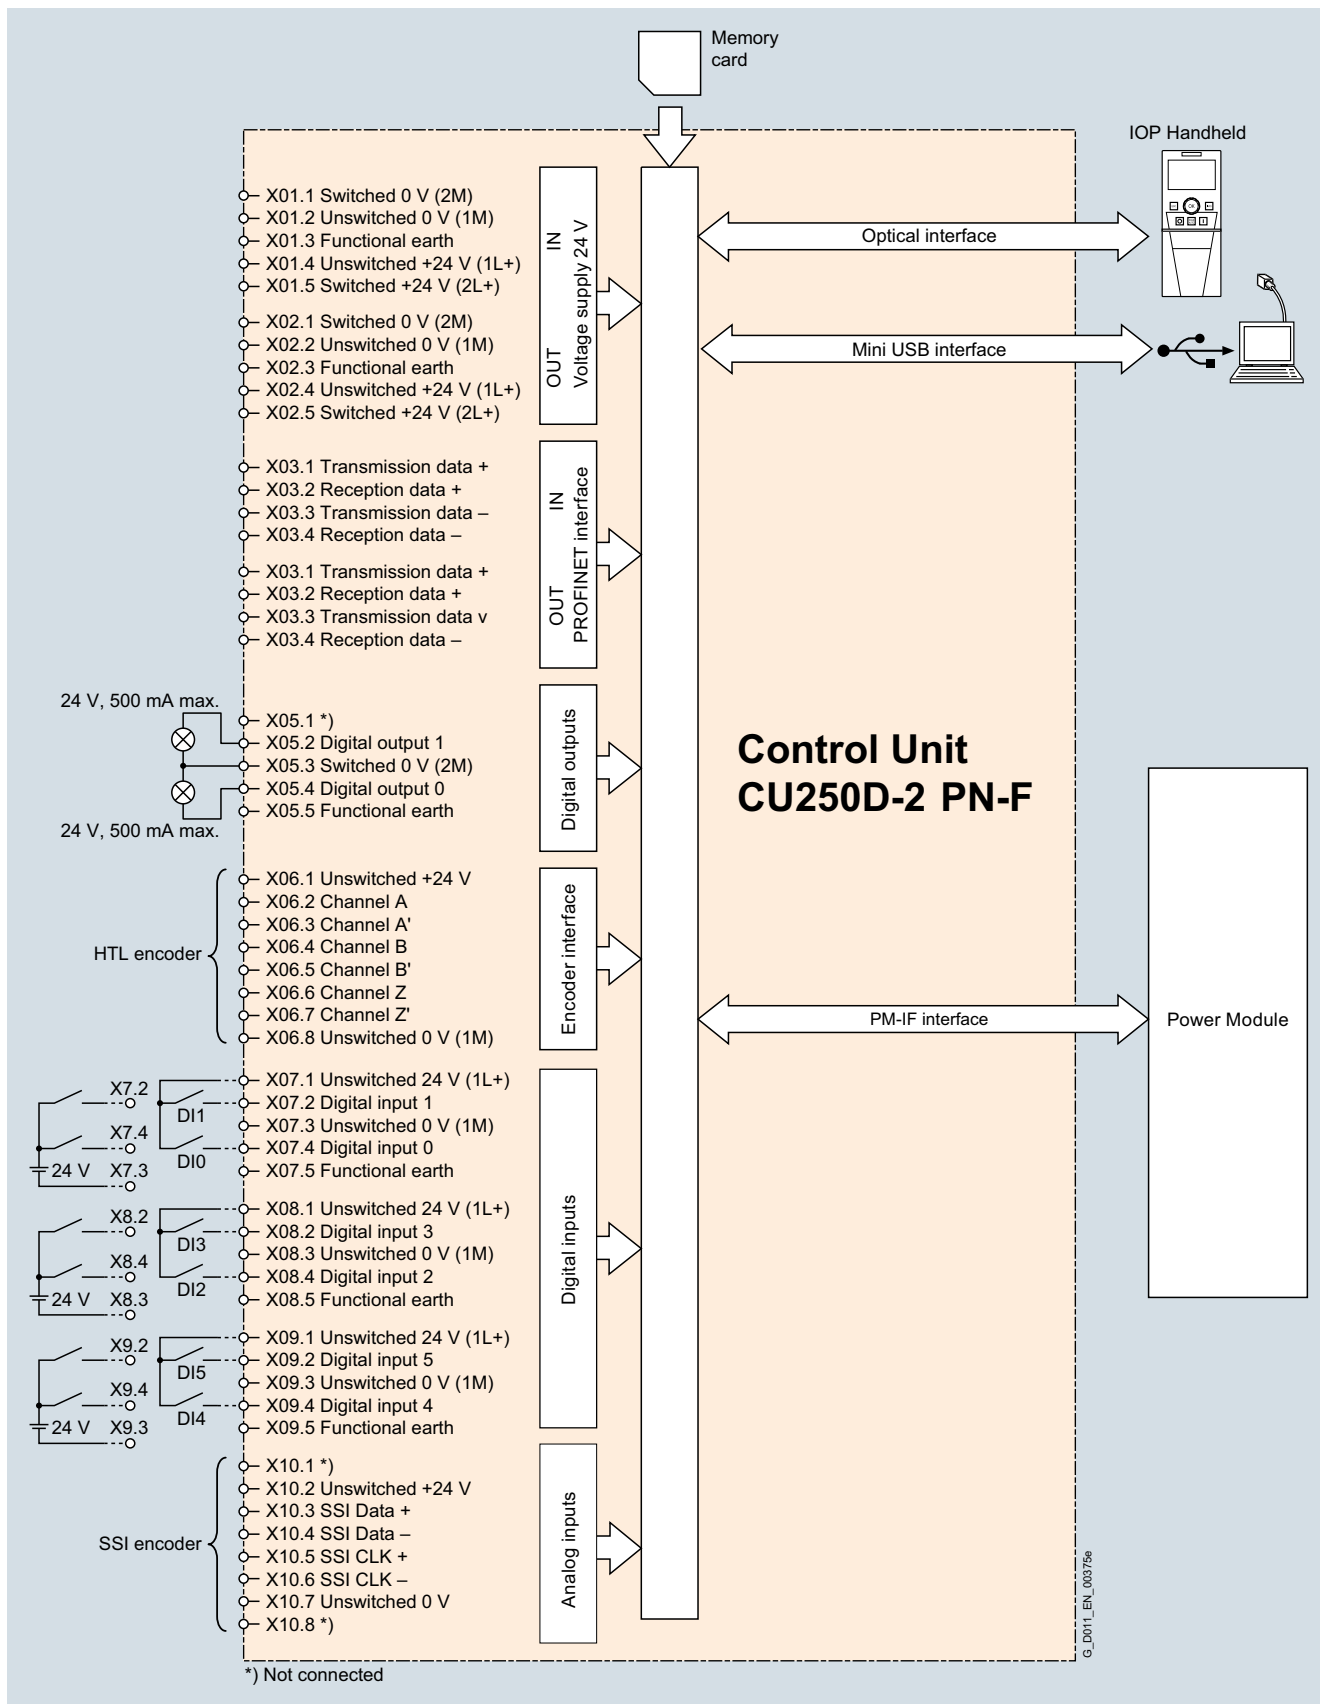 Memory
card
IOP Handheld
OK
X01.1 Switched 0 V (2M)
X01.2 Unswitched 0 V (1M)
X01.3 Functional earth
X01.4 Unswitched +24 V (1L+)
X01.5 Switched +24 V (2L+)
X02.1 Switched 0 V (2M)
X02.2 Unswitched 0 V (1M)
X02.3 Functional earth
X02.4 Unswitched +24 V (1L+)
X02.5 Switched +24 V (2L+)
OUT IN
Voltage supply 24 V
Optical interface
Mini USB interface
X03.1 Transmission data +
X03.2 Reception data +
X03.3 Transmission data –
X03.4 Reception data –
X03.1 Transmission data +
X03.2 Reception data +
X03.3 Transmission data v
X03.4 Reception data –
OUT IN
PROFINET interface
24 V, 500 mA max.
24 V, 500 mA max.
X05.1 *)
X05.2 Digital output 1
X05.3 Switched 0 V (2M)
X05.4 Digital output 0
X05.5 Functional earth
Digital outputs
Control Unit
CU250D-2 PN-F
HTL encoder
X06.1 Unswitched +24 V
X06.2 Channel A
X06.3 Channel A'
X06.4 Channel B
X06.5 Channel B'
X06.6 Channel Z
X06.7 Channel Z'
X06.8 Unswitched 0 V (1M)
Encoder interface
PM-IF interface
Power Module
X7.2
X7.4
24 V X7.3
DI1
DI0
X07.1 Unswitched 24 V (1L+)
X07.2 Digital input 1
X07.3 Unswitched 0 V (1M)
X07.4 Digital input 0
X07.5 Functional earth
X8.2
X8.4
24 V X8.3
DI3
DI2
X08.1 Unswitched 24 V (1L+)
X08.2 Digital input 3
X08.3 Unswitched 0 V (1M)
X08.4 Digital input 2
X08.5 Functional earth
X9.2
X9.4
24 V X9.3
DI5
DI4
X09.1 Unswitched 24 V (1L+)
X09.2 Digital input 5
X09.3 Unswitched 0 V (1M)
X09.4 Digital input 4
X09.5 Functional earth
Digital inputs
SSI encoder
X10.1 *)
X10.2 Unswitched +24 V
X10.3 SSI Data +
X10.4 SSI Data –
X10.5 SSI CLK +
X10.6 SSI CLK –
X10.7 Unswitched 0 V
X10.8 *)
Analog inputs
G_D011_EN_00375e
*) Not connected